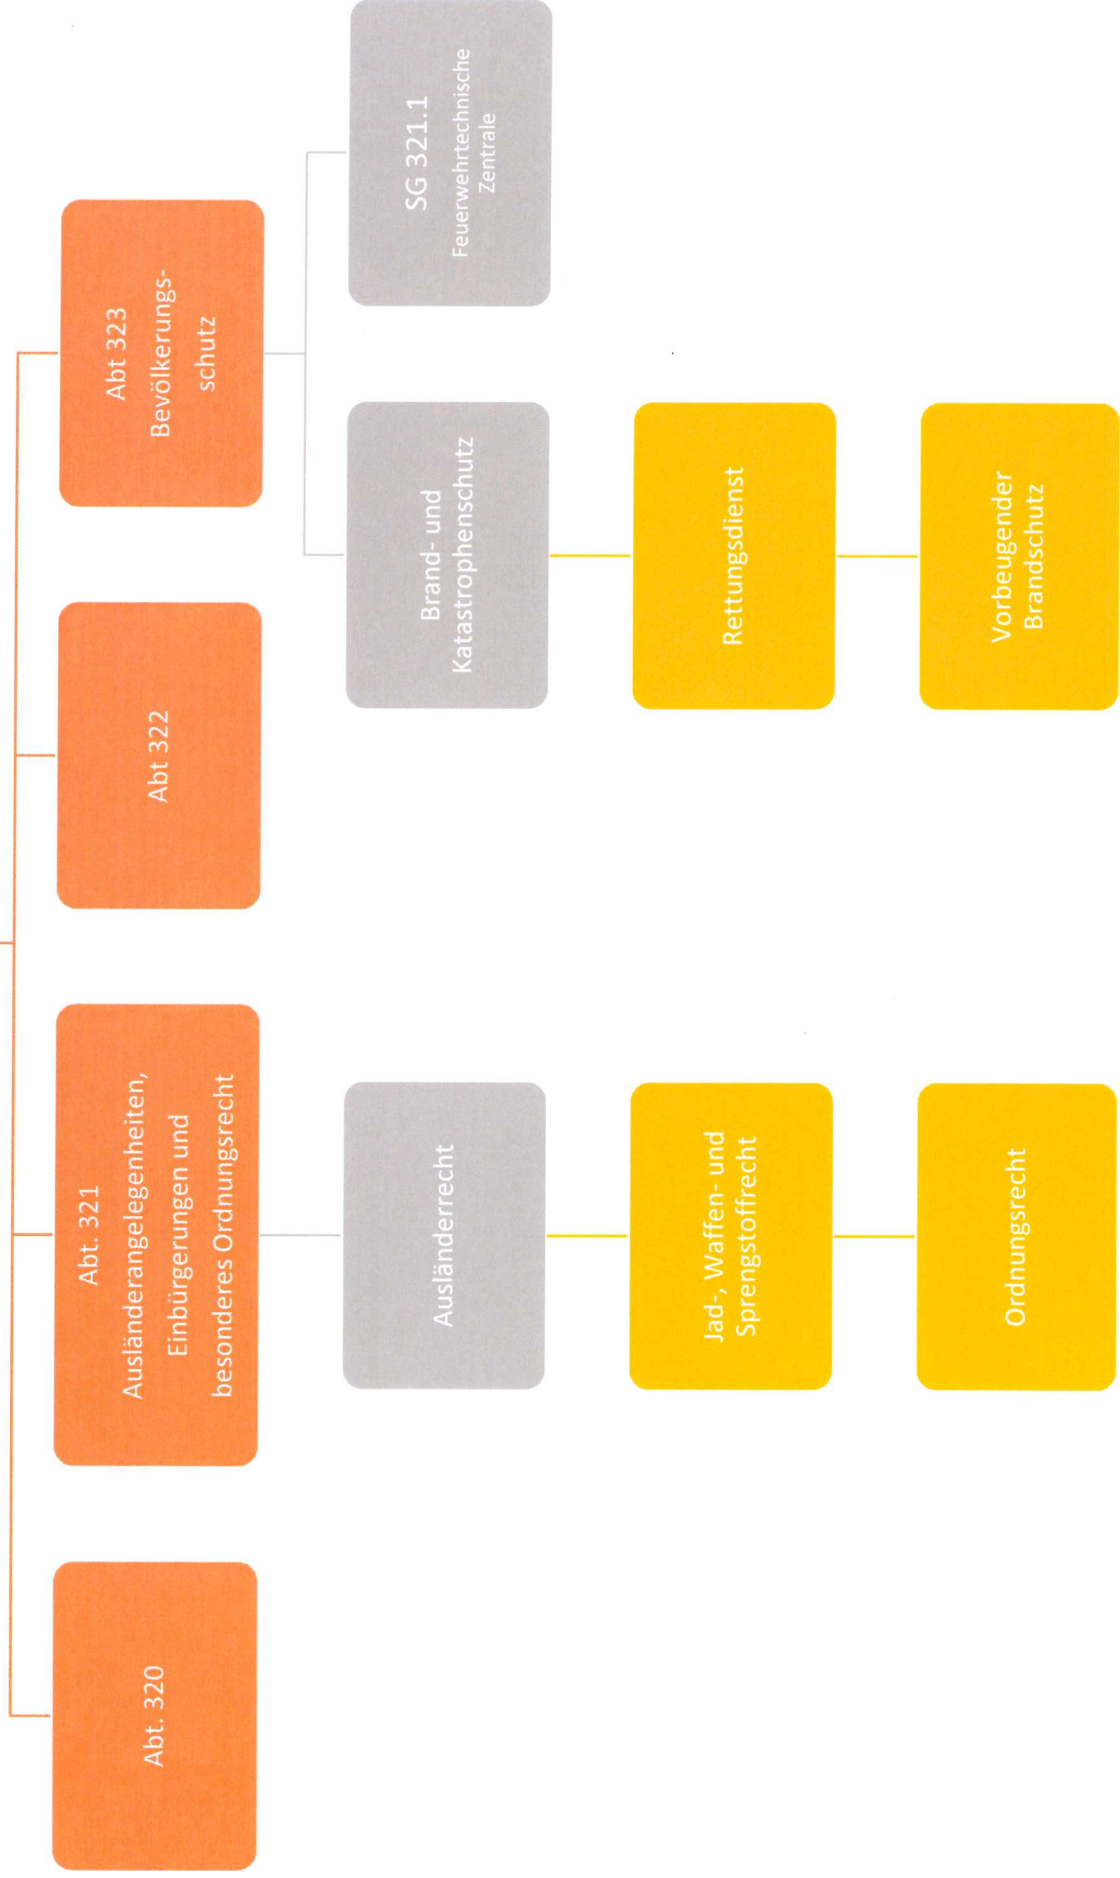 Abt. 320
Abt. 321
Ausländerangelegenheiten,
Einbürgerungen und
besonderes Ordnungsrecht
Abt 322
Abt 323
Bevölkerungs-
schutz
Ausländerrecht
Jad-, Waffen- und
Sprengstoffrecht
Ordnungsrecht
Brand- und
Katastrophenschutz
Rettungsdienst
Vorbeugender
Brandschutz
SG 321.1
Feuerwehrtechnische
Zentrale